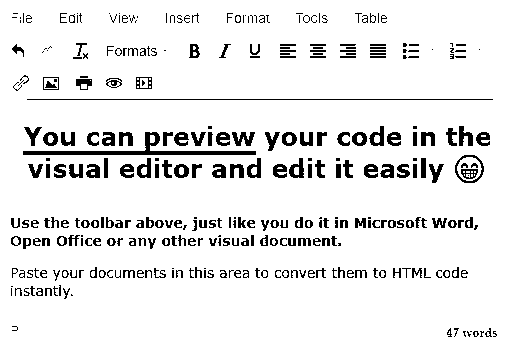 File Edit View Insert Format Tools Table
Formats B I U
You can preview your code in the
visual editor and edit it easily 😁
Use the toolbar above, just like you do it in Microsoft Word,
Open Office or any other visual document.
Paste your documents in this area to convert them to HTML code
instantly.
47 words